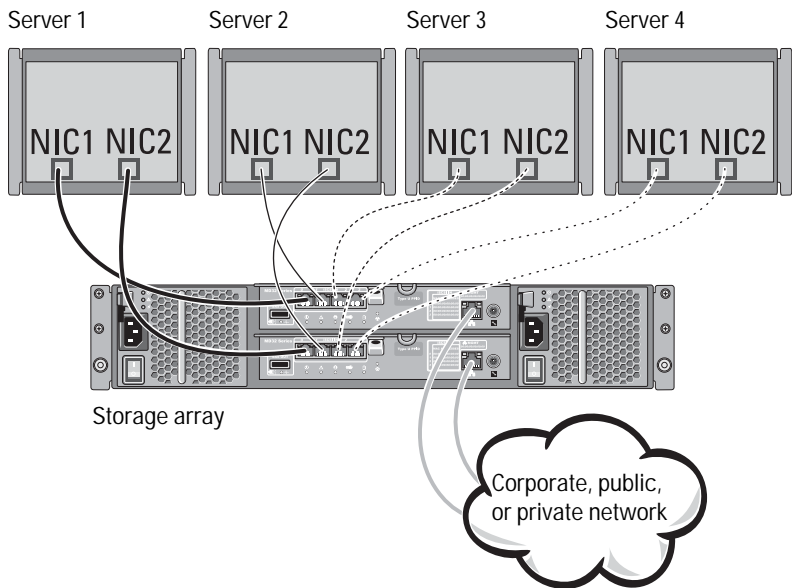 Server 1
Server 2
Server 3
Server 4
NIC1 NIC2
NIC1 NIC2
NIC1 NIC2
NIC1 NIC2
Storage array
Corporate, public,
or private network